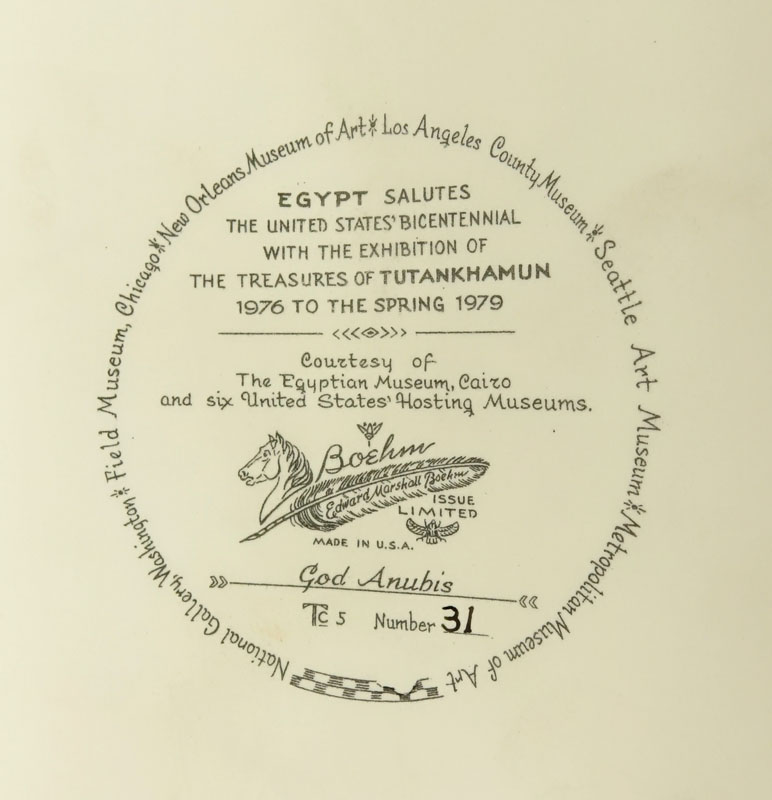 National Gallery, Washington * Field Museum, Chicago * New Orleans Museum of Art * Los Angeles County Museum * Seattle Art Museum * Metropolitan Museum of Art
EGYPT SALUTES
THE UNITED STATES' BICENTENNIAL
WITH THE EXHIBITION OF
THE TREASURES OF TUTANKHAMUN
1976 TO THE SPRING 1979
Courtesy of
The Egyptian Museum, Cairo
and six United States' Hosting Museums.
Boehm
Edward Marshall Boehm
ISSUE
LIMITED
MADE IN U.S.A.
God Anubis
Tc 5 Number 31